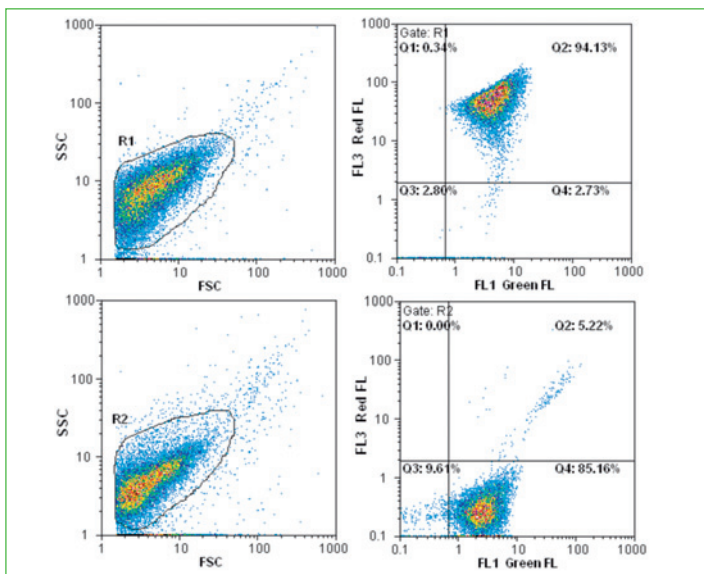 1000
100
10
1
SSC
R1
1
10
100
1000
FSC
Gate: R1
Q1: 0.34%
Q2: 94.13%
Q3: 2.80%
Q4: 2.73%
1000
100
10
1
0.1
FL3 Red FL
0.1
1
10
100
1000
FL1 Green FL
1000
100
10
1
SSC
R2
1
10
100
1000
FSC
Gate: R2
Q1: 0.00%
Q2: 5.22%
Q3: 9.61%
Q4: 85.16%
1000
100
10
1
0.1
FL3 Red FL
0.1
1
10
100
1000
FL1 Green FL